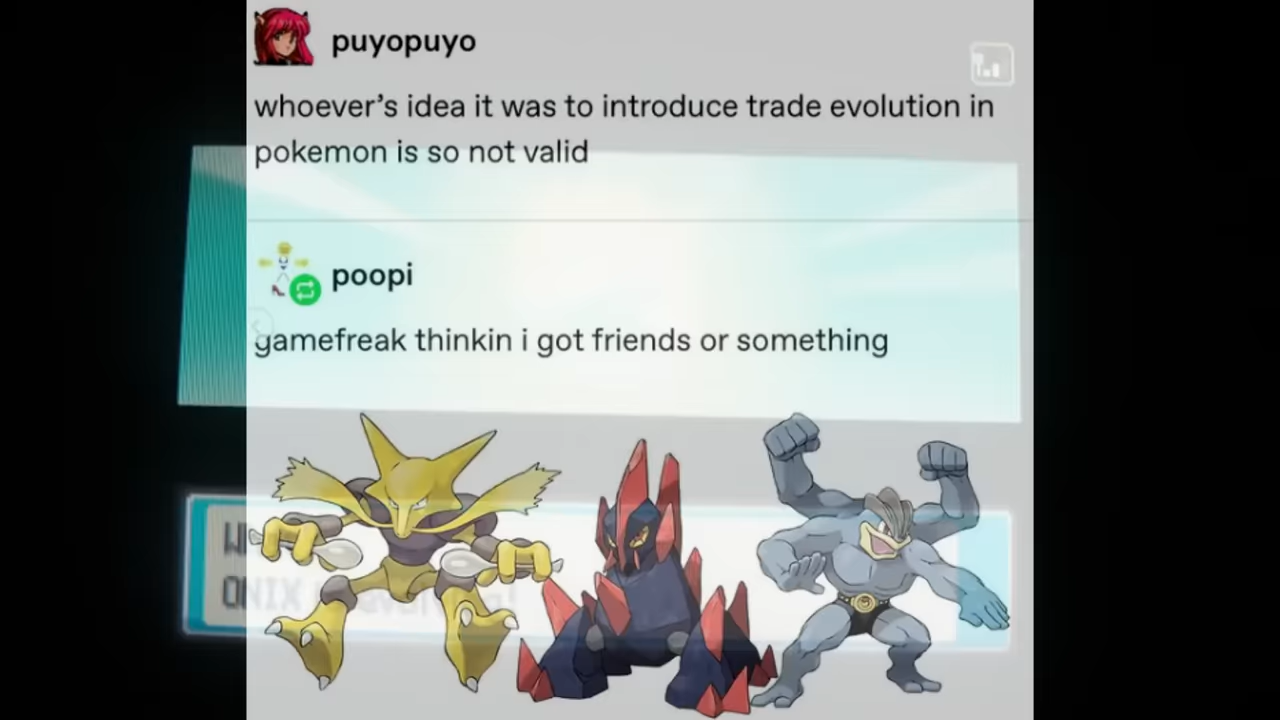 puyopuyo
whoever’s idea it was to introduce trade evolution in
pokemon is so not valid
poopi
gamefreak thinkin i got friends or something
ONIX